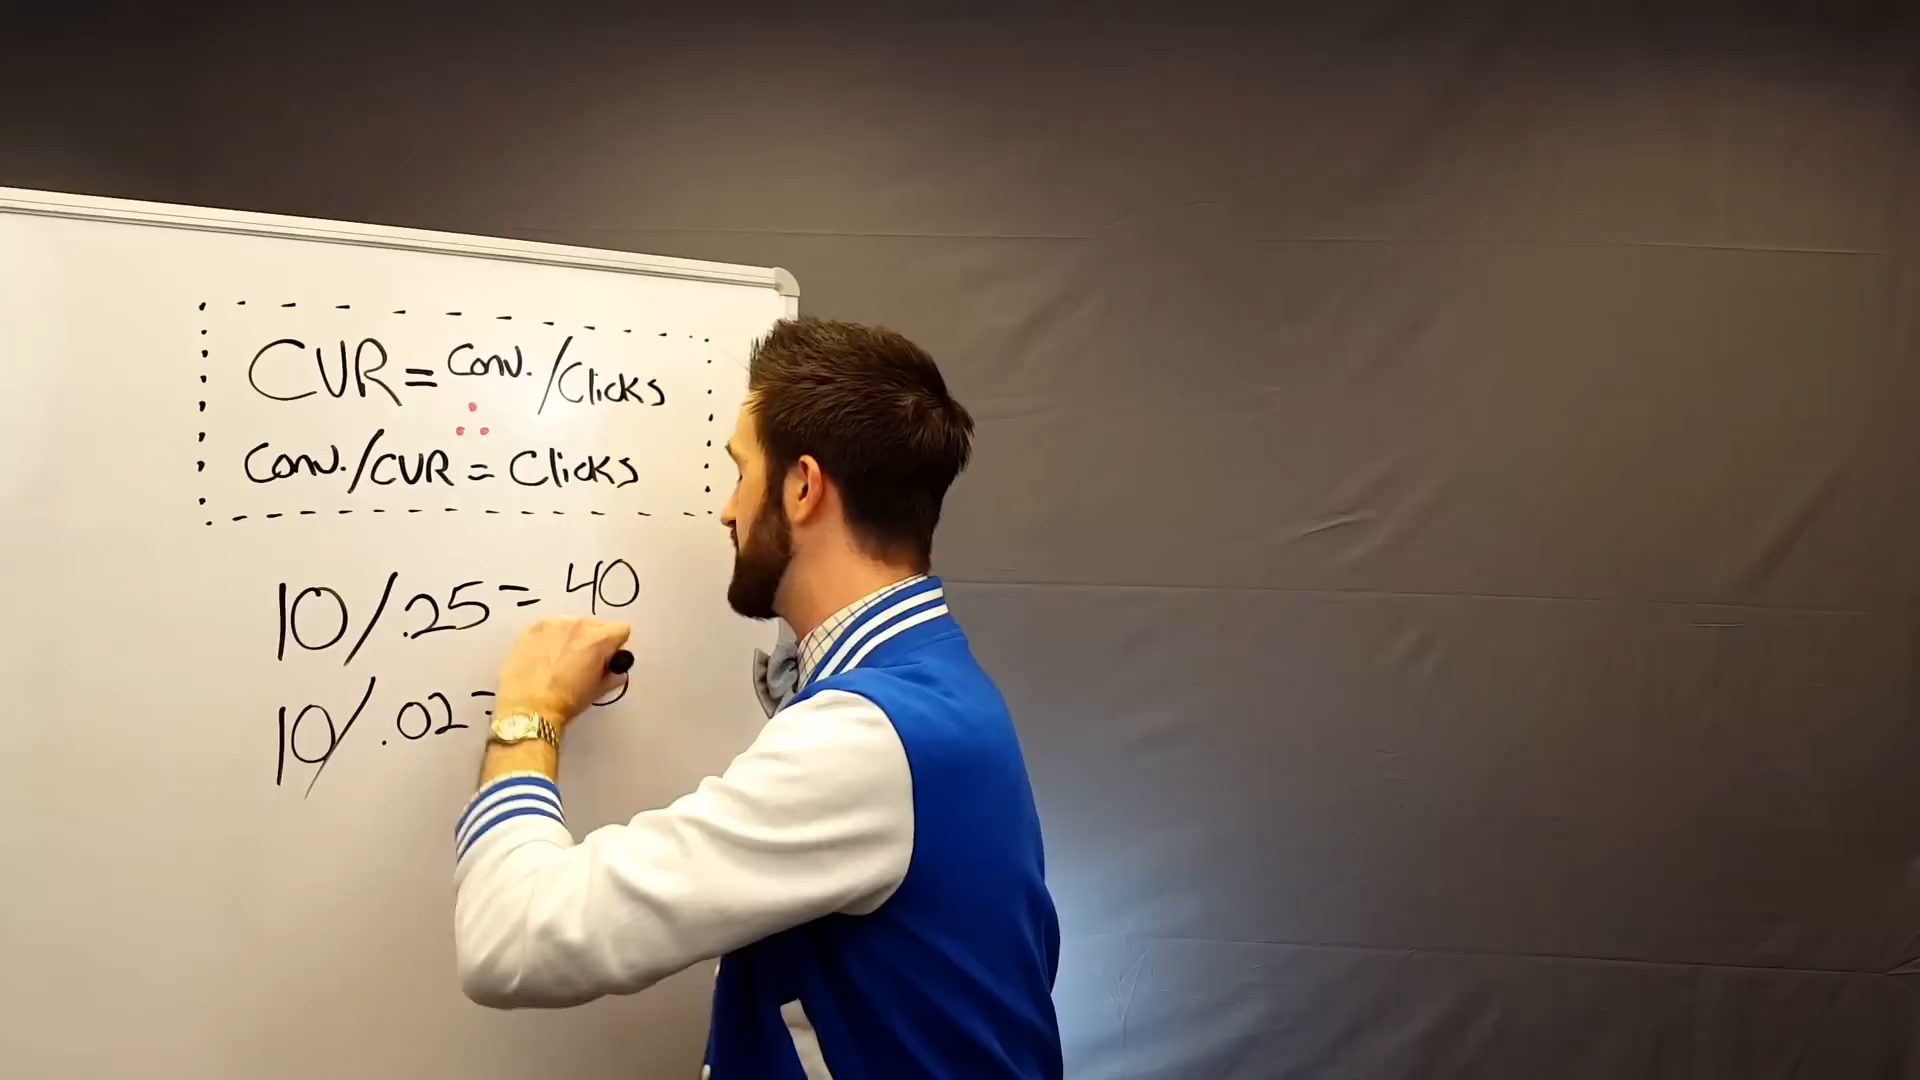 CVR = Conv. / Clicks
∴
Conv. / CVR = Clicks
10 / .25 = 40
10 / .02 =